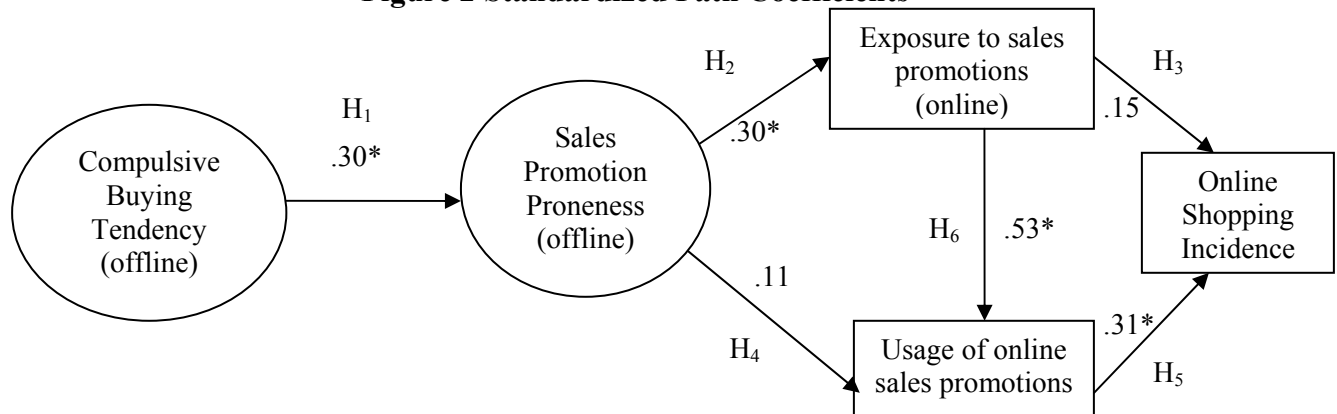 Figure 2 Standardized Path Coefficients
Compulsive
Buying
Tendency
(offline)
H1
.30*
Sales
Promotion
Proneness
(offline)
H2
.30*
Exposure to sales
promotions
(online)
H3
.15
H6
.53*
.11
H4
Usage of online
sales promotions
.31*
H5
Online
Shopping
Incidence